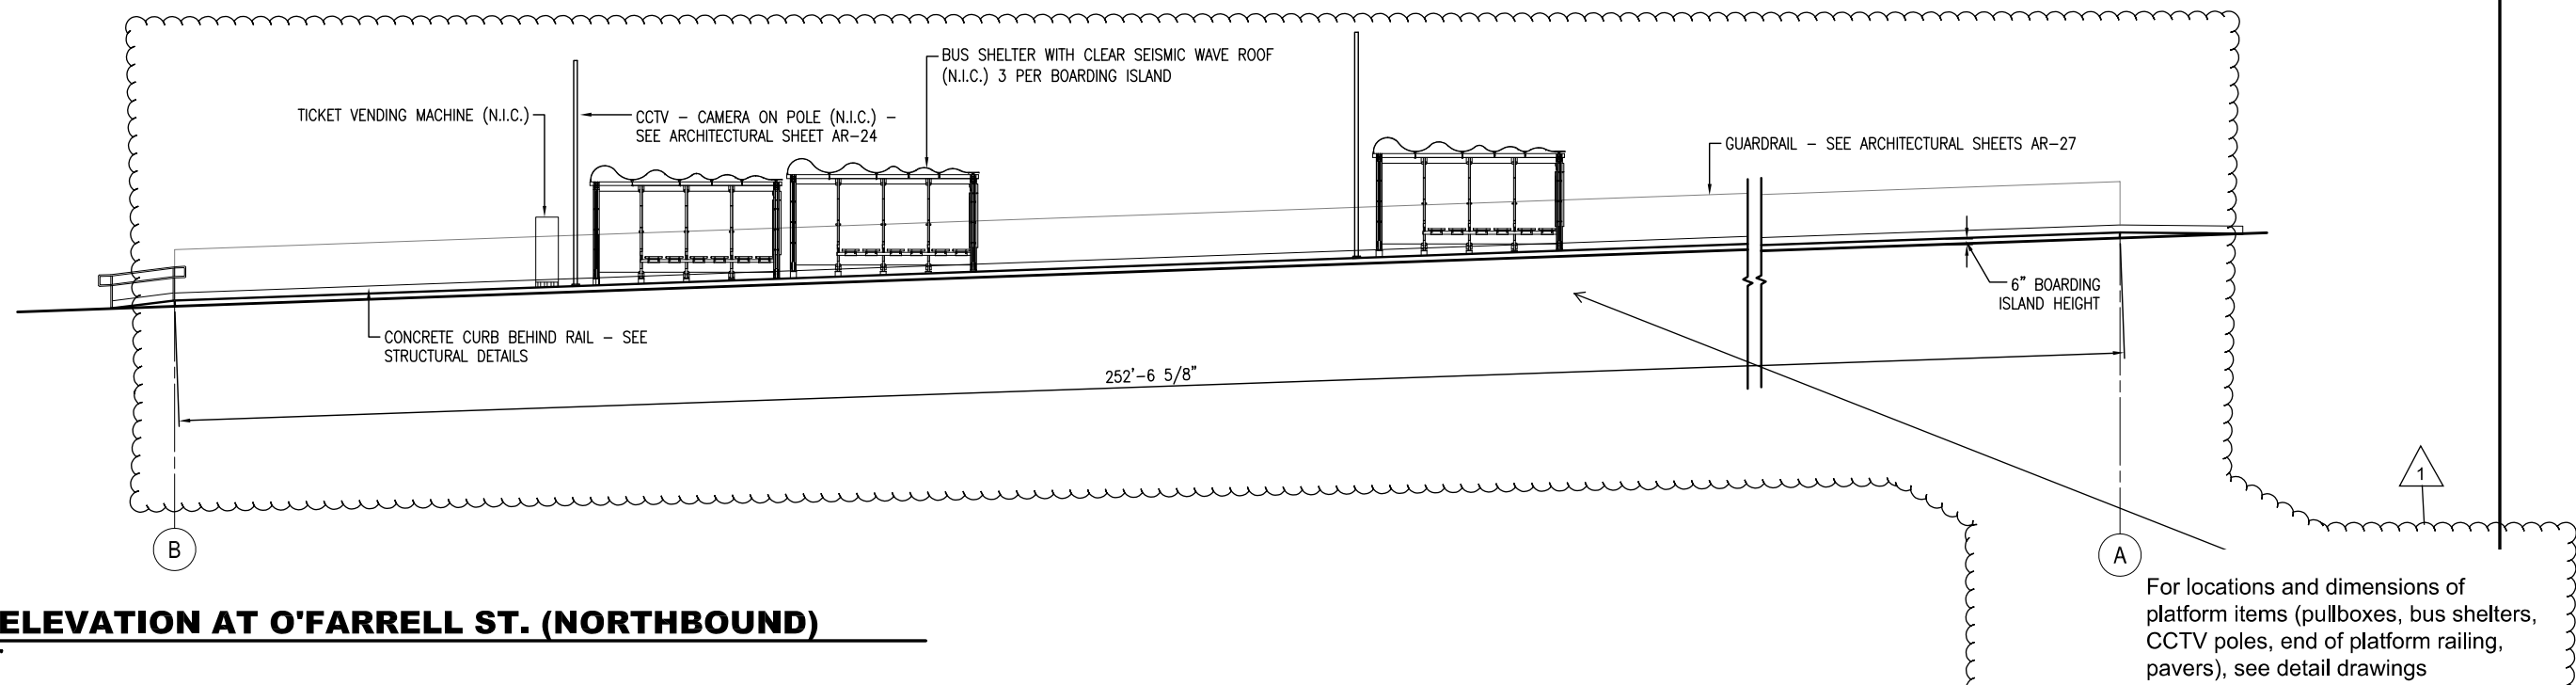 BUS SHELTER WITH CLEAR SEISMIC WAVE ROOF
(N.I.C.) 3 PER BOARDING ISLAND
TICKET VENDING MACHINE (N.I.C.)
CCTV – CAMERA ON POLE (N.I.C.) –
SEE ARCHITECTURAL SHEET AR–24
GUARDRAIL – SEE ARCHITECTURAL SHEETS AR–27
6" BOARDING
ISLAND HEIGHT
CONCRETE CURB BEHIND RAIL – SEE
STRUCTURAL DETAILS
252'–6 5/8"
1
B
A
For locations and dimensions of
platform items (pullboxes, bus shelters,
CCTV poles, end of platform railing,
pavers), see detail drawings
ELEVATION AT O'FARRELL ST. (NORTHBOUND)